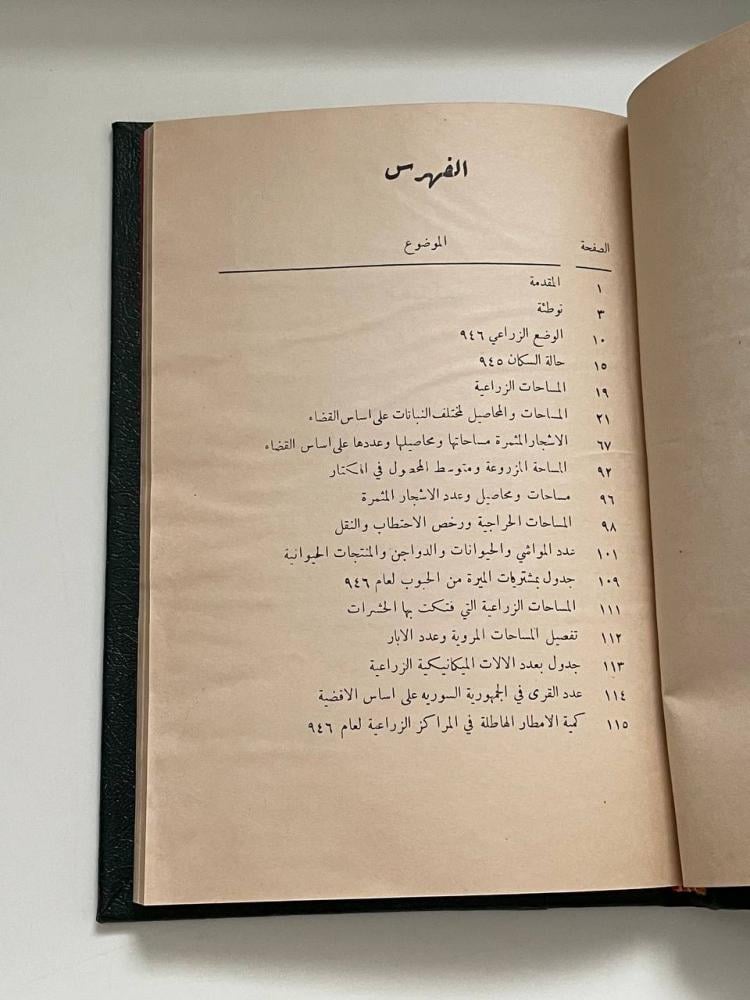 الفهرس
الصفحة الموضوع
١ المقدمة
٣ توطئة
١٠ الوضع الزراعي ٩٤٦
١٥ حالة السكان ٩٤٥
١٩ المساحات الزراعية
٢١ المساحات والمحاصيل لمختلف النباتات على اساس القضاء
٦٧ الاشجار المثمرة مساحاتها ومحاصيلها وعددها على اساس القضاء
٩٢ المساحة المزروعة ومتوسط المحصول في الهكتار
٩٦ مساحات ومحاصيل وعدد الاشجار المثمرة
٩٨ المساحات الحراجية ورخص الاحتطاب والنقل
١٠١ عدد المواشي والحيوانات والدواجن والمنتجات الحيوانية
١٠٩ جدول بمشتريات الميرة من الحبوب لعام ٩٤٦
١١١ المساحات الزراعية التي فتكت بها الحشرات
١١٢ تفصيل المساحات المروية وعدد الابار
١١٣ جدول بعدد الالات الميكانيكية الزراعية
١١٤ عدد القرى في الجمهورية السوريه على اساس الاقضية
١١٥ كمية الامطار الهاطلة في المراكز الزراعية لعام ٩٤٦